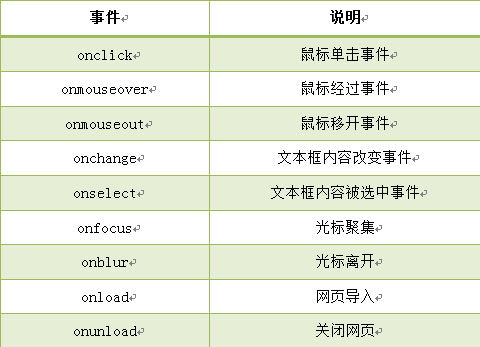 事件 说明
onclick 鼠标单击事件
onmouseover 鼠标经过事件
onmouseout 鼠标移开事件
onchange 文本框内容改变事件
onselect 文本框内容被选中事件
onfocus 光标聚集
onblur 光标离开
onload 网页导入
onunload 关闭网页